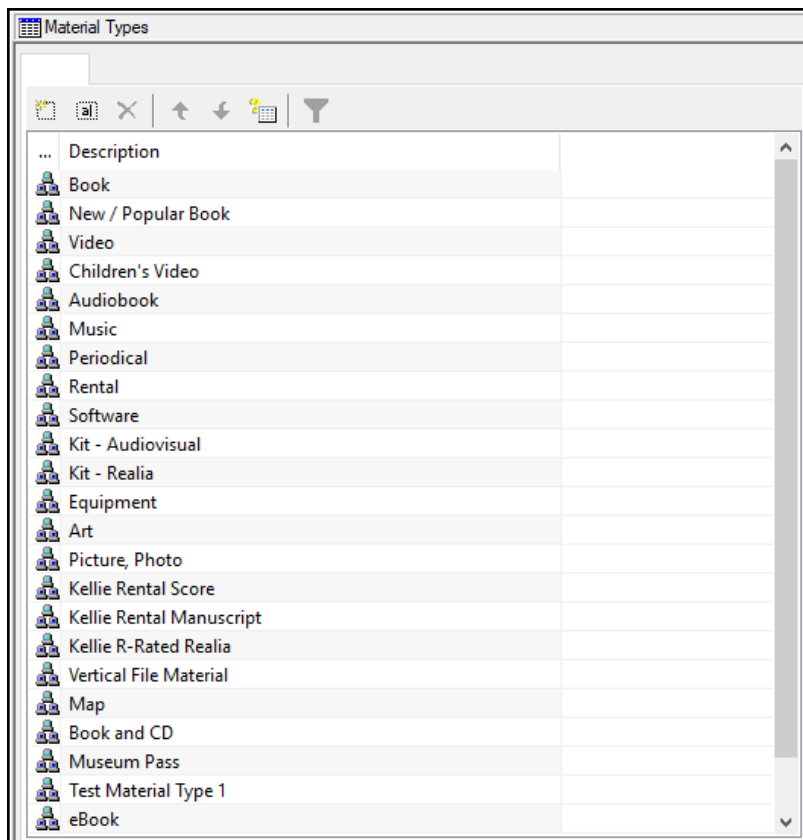 Material Types
... Description
Book
New / Popular Book
Video
Children's Video
Audiobook
Music
Periodical
Rental
Software
Kit - Audiovisual
Kit - Realia
Equipment
Art
Picture, Photo
Kellie Rental Score
Kellie Rental Manuscript
Kellie R-Rated Realia
Vertical File Material
Map
Book and CD
Museum Pass
Test Material Type 1
eBook